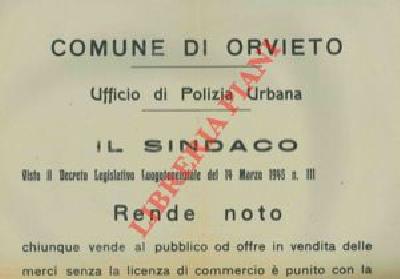 COMUNE DI ORVIETO
Ufficio di Polizia Urbana
IL SINDACO
Visto il Decreto Legislativo Luogotenenziale del 14 Marzo 1945 n. 111
Rende noto
chiunque vende al pubblico od offre in vendita delle
merci senza la licenza di commercio è punito con la
LIBRERIA PIANI